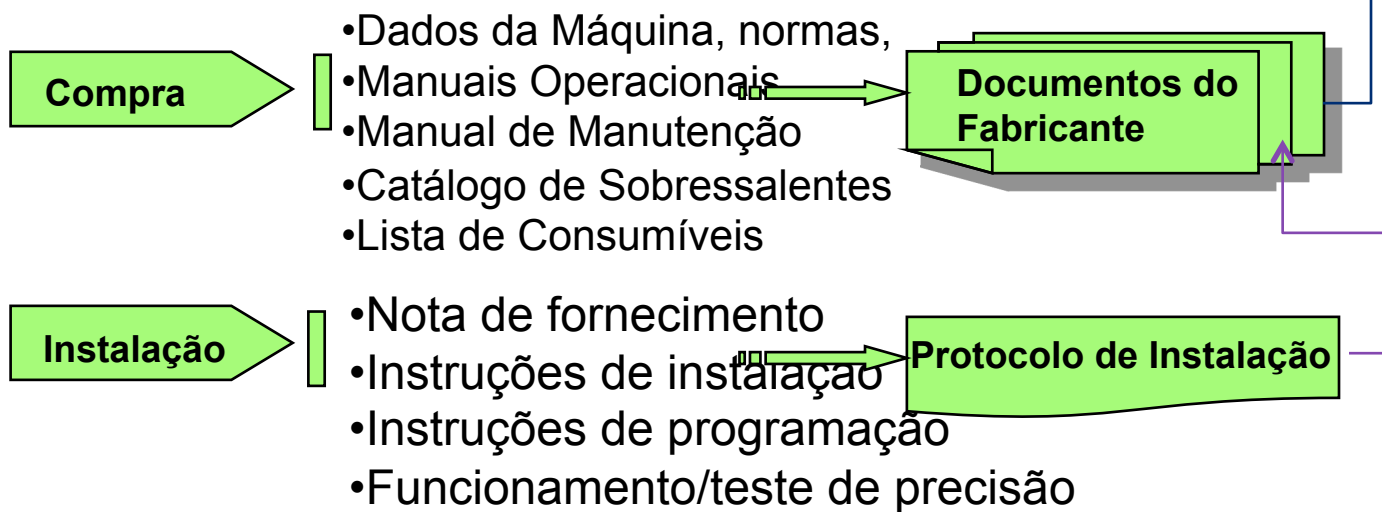 Compra
•Dados da Máquina, normas,
•Manuais Operacionais
•Manual de Manutenção
•Catálogo de Sobressalentes
•Lista de Consumíveis
Documentos do
Fabricante
Instalação
•Nota de fornecimento
•Instruções de instalação
•Instruções de programação
•Funcionamento/teste de precisão
Protocolo de Instalação